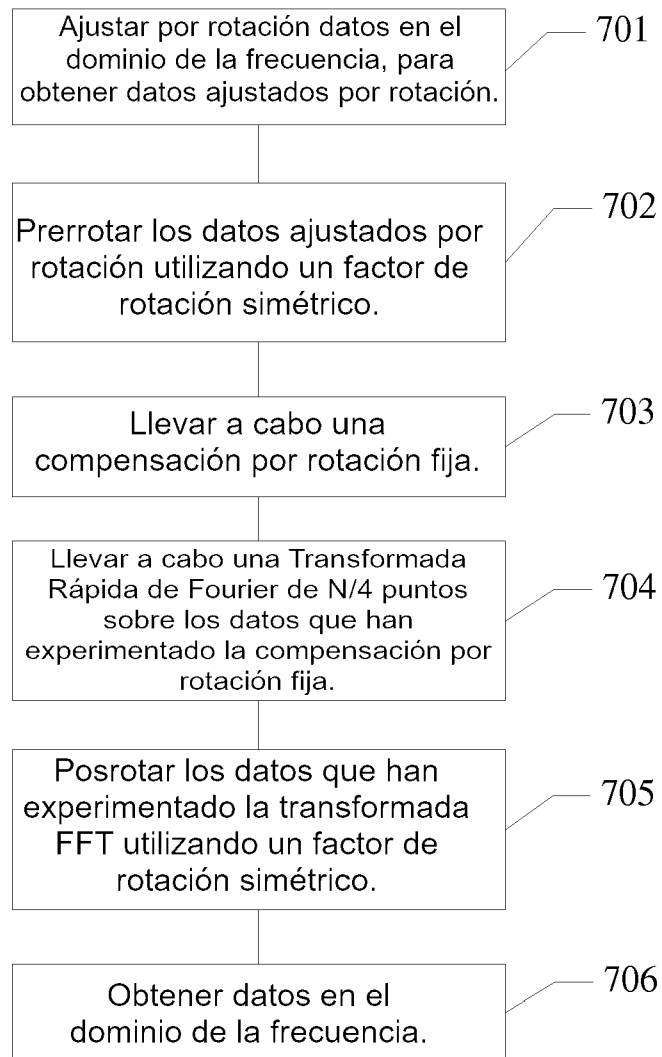 Ajustar por rotación datos en el
dominio de la frecuencia, para
obtener datos ajustados por rotación.
701
Prerrotar los datos ajustados por
rotación utilizando un factor de
rotación simétrico.
702
Llevar a cabo una
compensación por rotación fija.
703
Llevar a cabo una Transformada
Rápida de Fourier de N/4 puntos
sobre los datos que han
experimentado la compensación por
rotación fija.
704
Posrotar los datos que han
experimentado la transformada
FFT utilizando un factor de
rotación simétrico.
705
Obtener datos en el
dominio de la frecuencia.
706